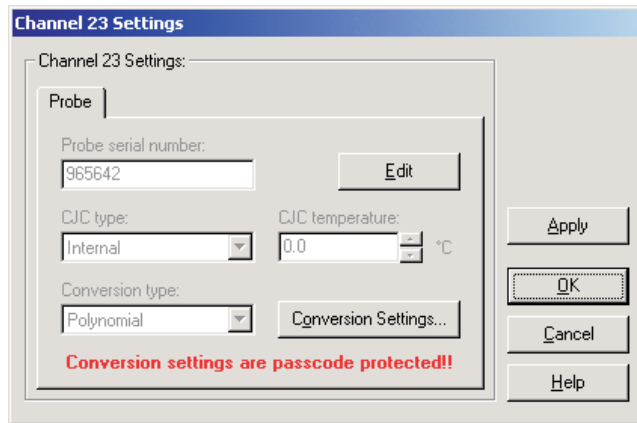 Channel 23 Settings
Channel 23 Settings:
Probe
Probe serial number:
965642
Edit
CJC type:
CJC temperature:
Internal
0.0
°C
Conversion type:
Polynomial
Conversion Settings...
Conversion settings are passcode protected!!
Apply
OK
Cancel
Help